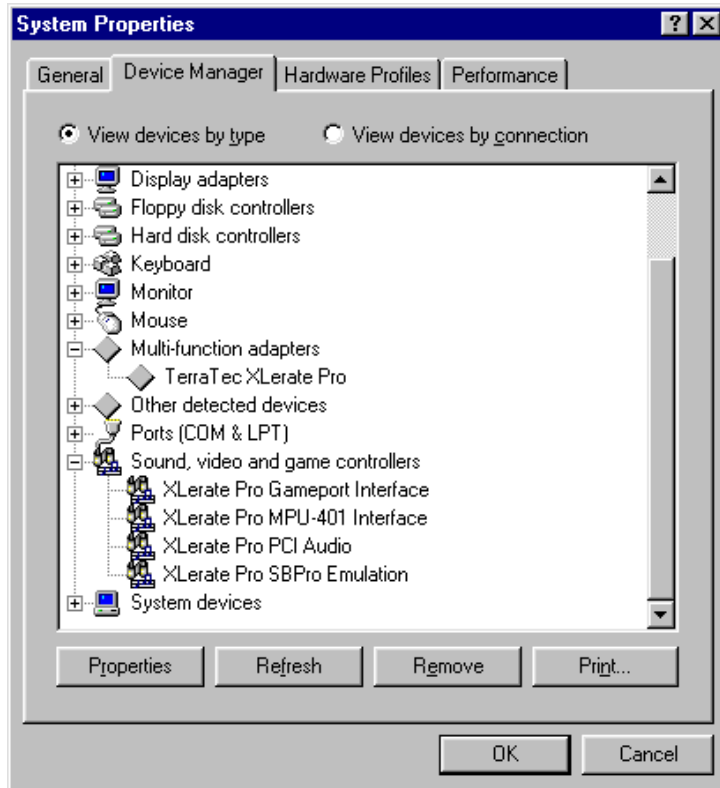 System Properties
General Device Manager Hardware Profiles Performance
View devices by type View devices by connection
Display adapters
Floppy disk controllers
Hard disk controllers
Keyboard
Monitor
Mouse
Multi-function adapters
TerraTec XLerate Pro
Other detected devices
Ports (COM & LPT)
Sound, video and game controllers
XLerate Pro Gameport Interface
XLerate Pro MPU-401 Interface
XLerate Pro PCI Audio
XLerate Pro SBPro Emulation
System devices
Properties Refresh Remove Print...
OK Cancel